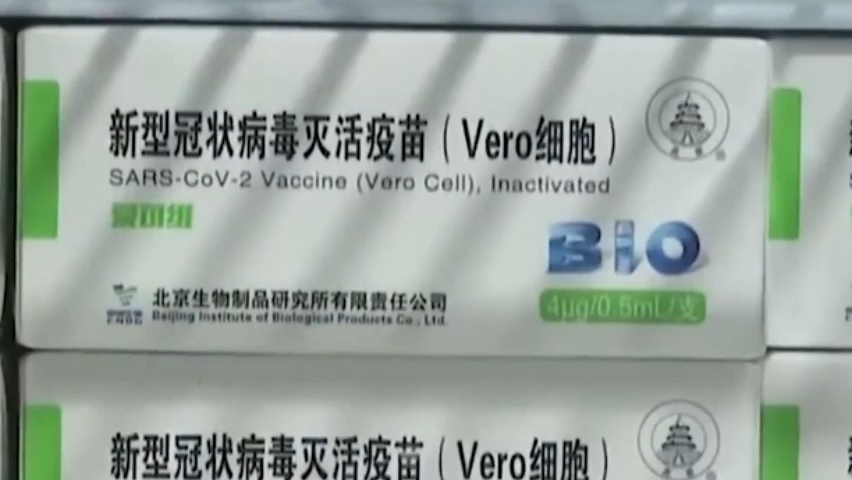 新型冠状病毒灭活疫苗（Vero细胞）
SARS-CoV-2 Vaccine (Vero Cell), Inactivated
BIO
北京生物制品研究所有限责任公司
Beijing Institute of Biological Products Co., Ltd.
4μg/0.5mL/支
新型冠状病毒灭活疫苗（Vero细胞）